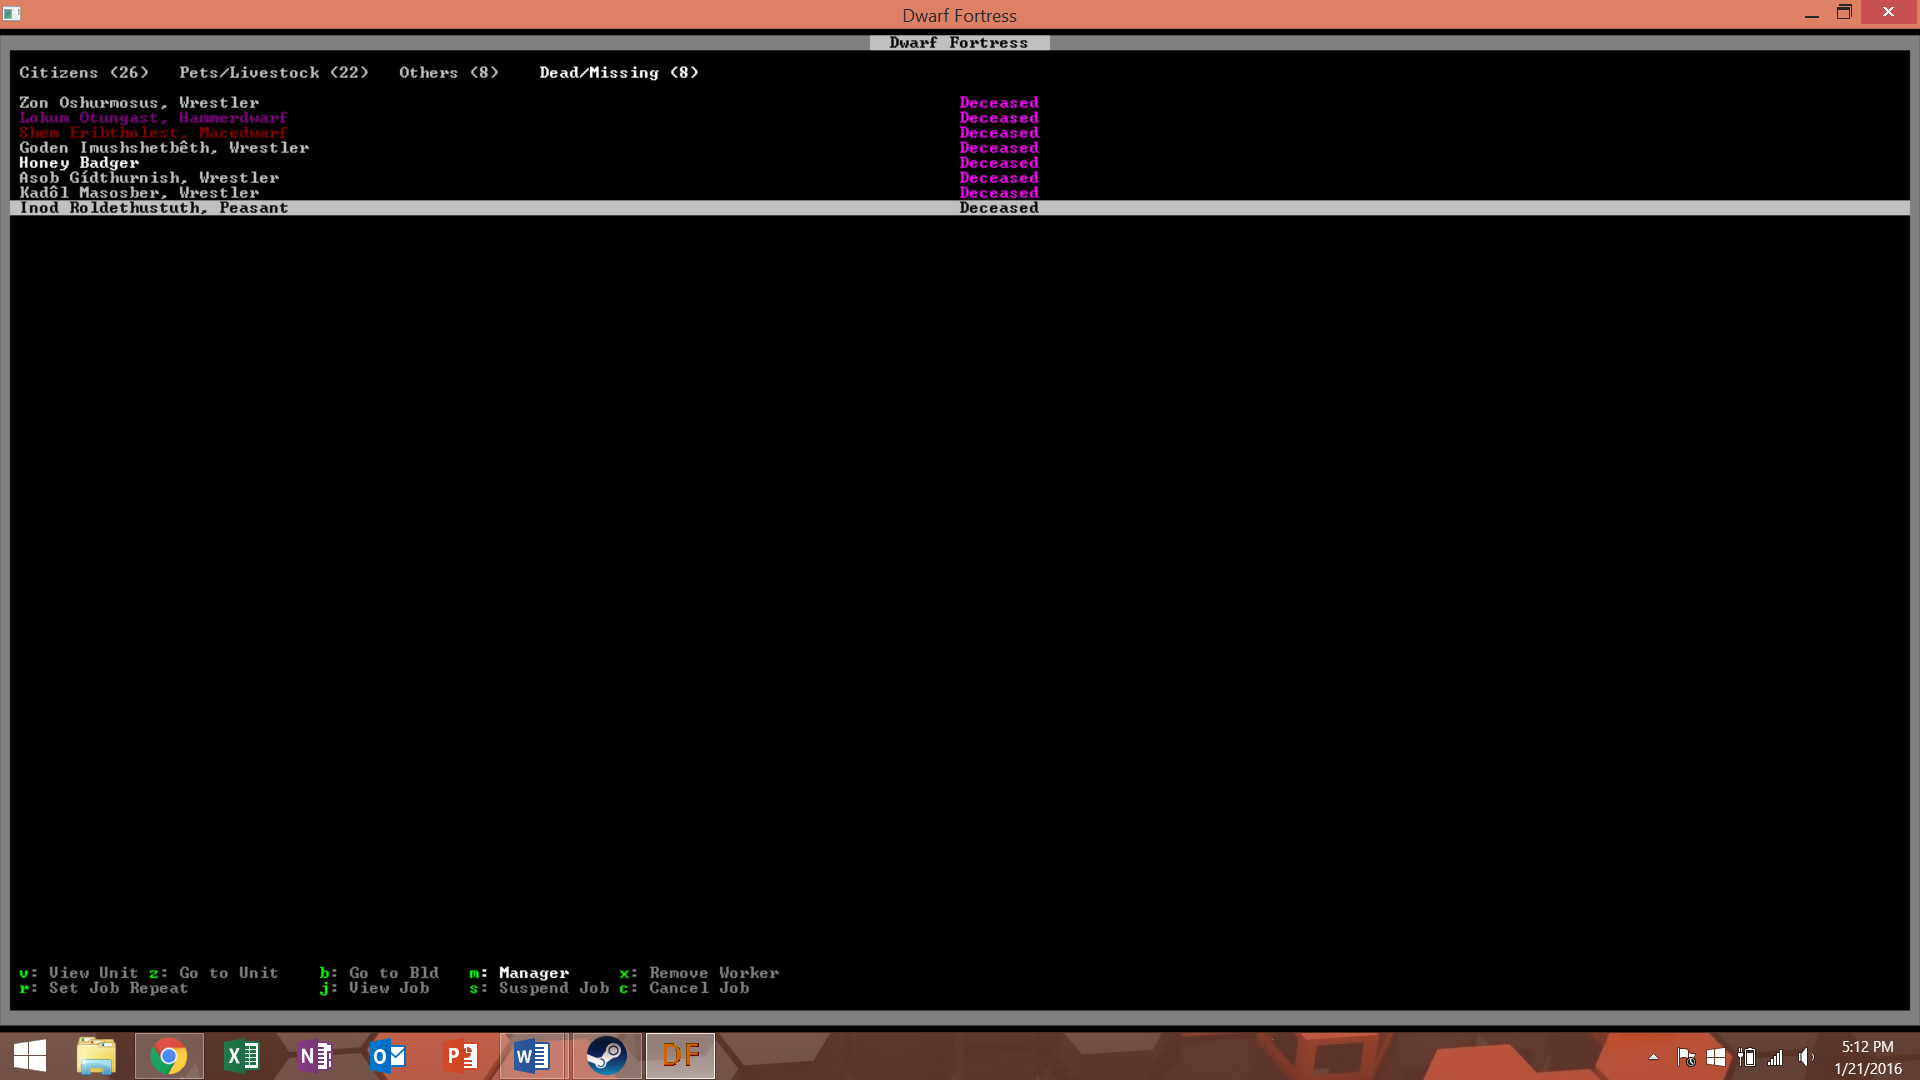 Dwarf Fortress
Dwarf Fortress
Citizens (26) Pets/Livestock (22) Others (8) Dead/Missing (8)
Zon Oshurmosus, Wrestler Deceased
Lokum Otungast, Hammerdwarf Deceased
Shem Eribtholest, Macedwarf Deceased
Goden Imushshetbêth, Wrestler Deceased
Honey Badger Deceased
Asob Gídthurnish, Wrestler Deceased
Kadôl Masosber, Wrestler Deceased
Inod Roldethustuth, Peasant Deceased
v: View Unit z: Go to Unit b: Go to Bld m: Manager x: Remove Worker
r: Set Job Repeat j: View Job s: Suspend Job c: Cancel Job
DF
5:12 PM
1/21/2016